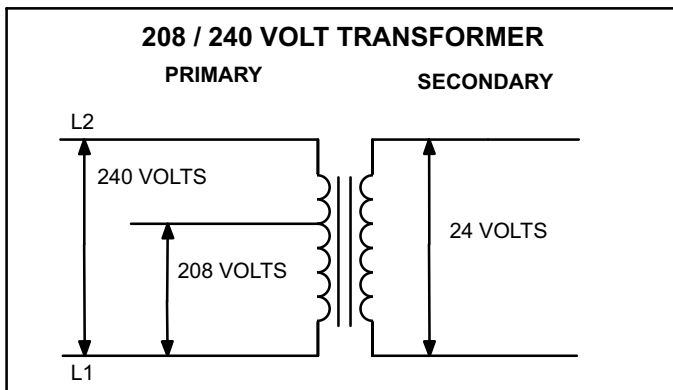 208 / 240 VOLT TRANSFORMER
PRIMARY
SECONDARY
L2
240 VOLTS
24 VOLTS
208 VOLTS
L1